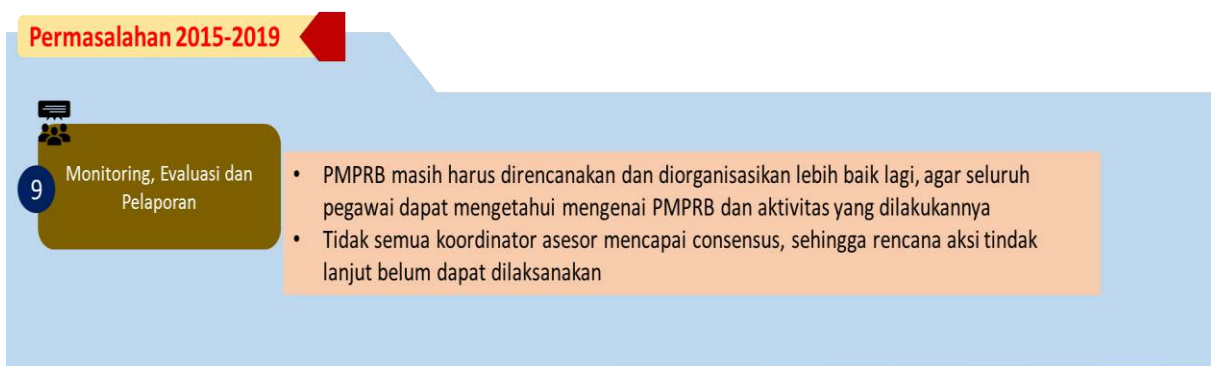 Permasalahan 2015-2019
9
Monitoring, Evaluasi dan
Pelaporan
• PMPRB masih harus direncanakan dan diorganisasikan lebih baik lagi, agar seluruh
pegawai dapat mengetahui mengenai PMPRB dan aktivitas yang dilakukannya
• Tidak semua koordinator asesor mencapai consensus, sehingga rencana aksi tindak
lanjut belum dapat dilaksanakan